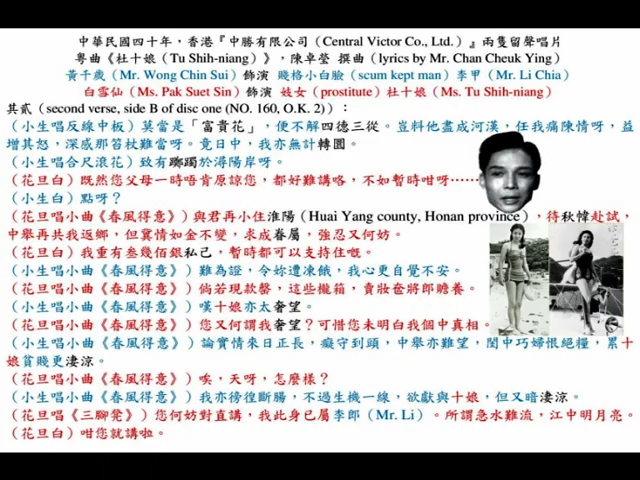 中華民國四十年，香港『中勝有限公司（Central Victor Co., Ltd.）』兩隻留聲唱片
粵曲《杜十娘（Tu Shih-niang）》，陳卓瑩 撰曲（lyrics by Mr. Chan Cheuk Ying）
黃千歲（Mr. Wong Chin Sui）飾演 賤格小白臉（scum kept man）李甲（Mr. Li Chia）
白雪仙（Ms. Pak Suet Sin）飾演 妓女（prostitute）杜十娘（Ms. Tu Shih-niang）
其貳（second verse, side B of disc one (NO. 160, O.K. 2)）：
（小生唱反線中板）莫當是「富貴花」，便不解四德三從。豈料他盡成河漢，任我痛陳情呀，益
增其怒，深感那笞杖難當呀。竟日中，我亦無計轉圜。
（小生唱合尺滾花）致有躑躅於潯陽岸呀。
（花旦白）既然您父母一時唔肯原諒您，都好難講咯，不如暫時咁呀……
（小生白）點呀？
（花旦唱小曲《春風得意》）與君再小住淮陽（Huai Yang county, Honan province），待秋幃赴試，
中舉再共我返鄉，但冀情如金不變，求成眷屬，強忍又何妨。
（花旦白）我重有叁幾佰銀私己，暫時都可以支持住嘅。
（小生唱小曲《春風得意》）難為證，令妳遭凍餓，我心更自覺不安。
（花旦唱小曲《春風得意》）倘若現款罄，這些欖箱，賣妝奩將郎贍養。
（小生唱小曲《春風得意》）嘆十娘亦太奢望。
（花旦唱小曲《春風得意》）您又何謂我奢望？可惜您未明白我個中真相。
（小生唱小曲《春風得意》）論實情來日正長，癡守到頭，中舉亦難望，閨中巧婦恨絕糧，累十
娘貧賤更淒涼。
（花旦唱小曲《春風得意》）唉，天呀，怎麼樣？
（小生唱小曲《春風得意》）我亦徬徨斷腸，不過生機一線，欲獻與十娘，但又暗淒涼。
（花旦唱《三腳凳》）您何妨對直講，我此身已屬李郎（Mr. Li）。所謂急水難流，江中明月亮。
（花旦白）咁您就講啦。